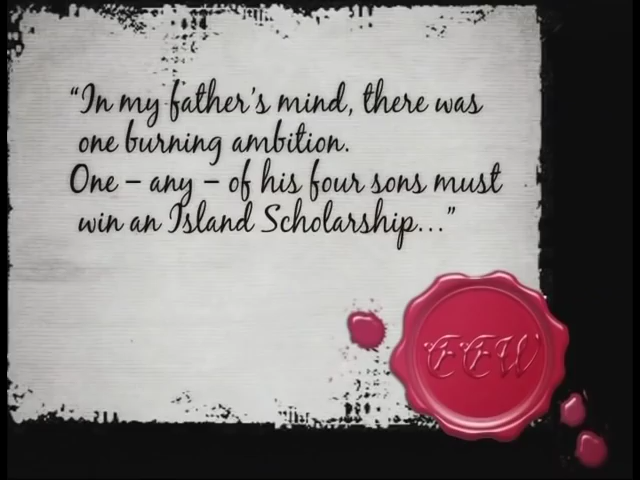 “In my father’s mind, there was
one burning ambition.
One – any – of his four sons must
win an Island Scholarship...”
EEW